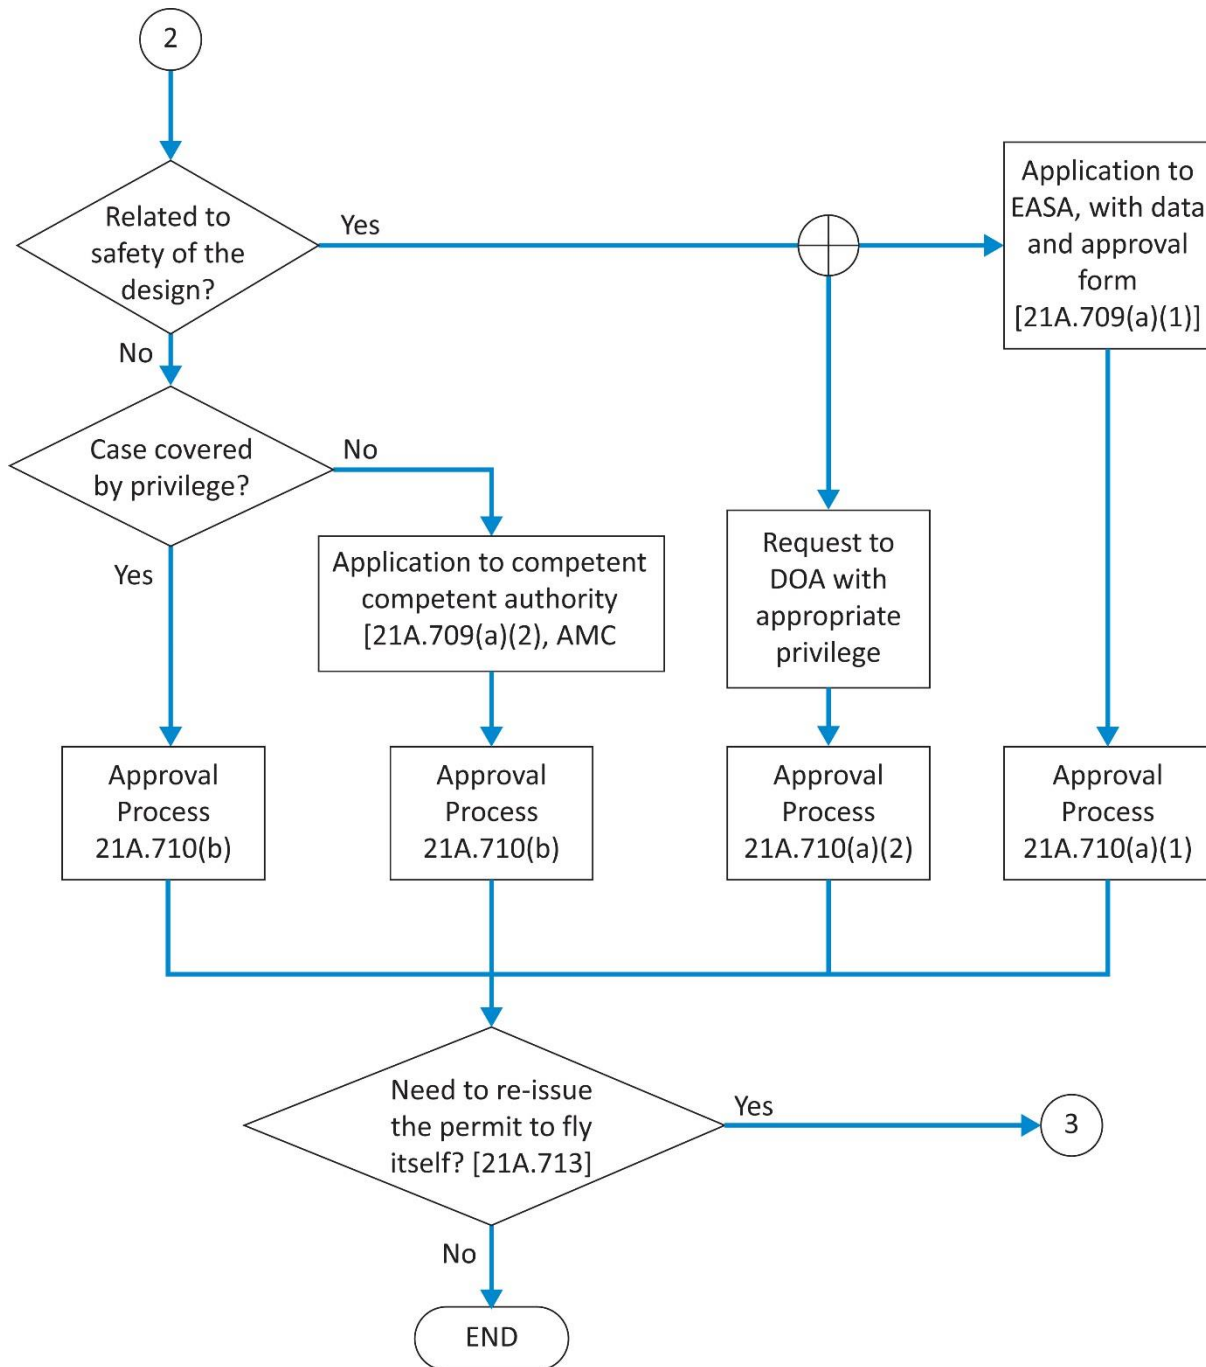 2
Related to
safety of the
design?
Yes
Application to
EASA, with data
and approval
form
[21A.709(a)(1)]
No
Case covered
by privilege?
No
Yes
Application to competent
competent authority
[21A.709(a)(2), AMC
Request to
DOA with
appropriate
privilege
Approval
Process
21A.710(b)
Approval
Process
21A.710(b)
Approval
Process
21A.710(a)(2)
Approval
Process
21A.710(a)(1)
Need to re-issue
the permit to fly
itself? [21A.713]
Yes
3
No
END